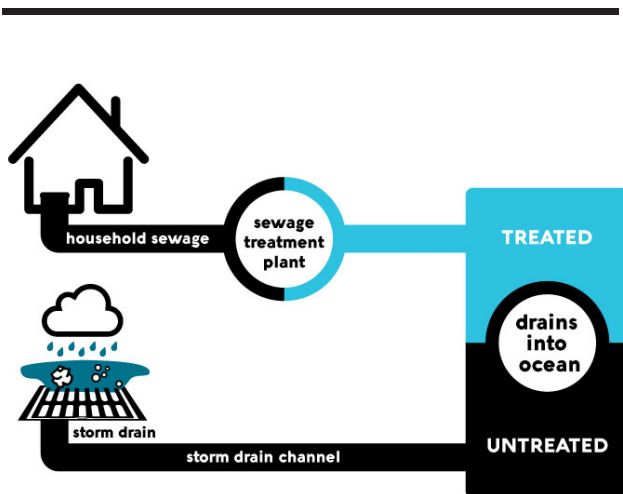 household sewage
sewage
treatment
plant
TREATED
drains
into
ocean
storm drain
storm drain channel
UNTREATED